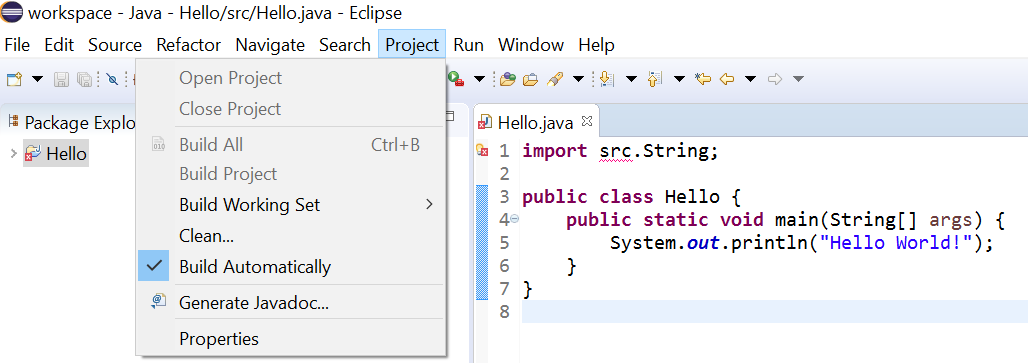 workspace - Java - Hello/src/Hello.java - Eclipse
File Edit Source Refactor Navigate Search Project Run Window Help
Open Project
Close Project
Build All Ctrl+B
Build Project
Build Working Set
Clean...
Build Automatically
Generate Javadoc...
Properties
Package Explo
Hello
Hello.java
1 import src.String;
2
3 public class Hello {
4 public static void main(String[] args) {
5 System.out.println("Hello World!");
6 }
7 }
8